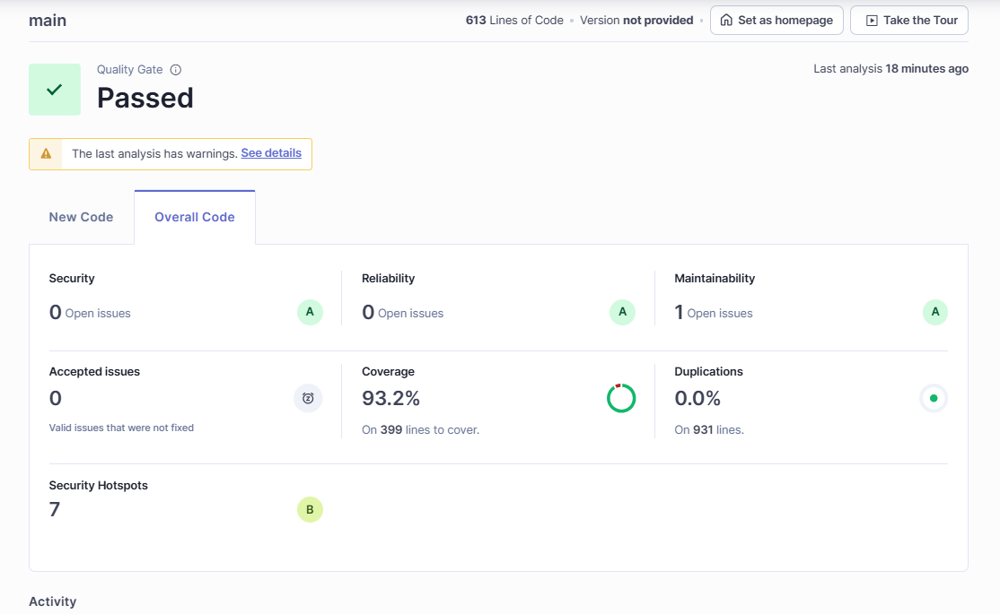 main
613 Lines of Code • Version not provided • Set as homepage Take the Tour
Quality Gate
Passed
Last analysis 18 minutes ago
The last analysis has warnings. See details
New Code Overall Code
Security
0 Open issues A
Reliability
0 Open issues A
Maintainability
1 Open issues A
Accepted issues
0
Valid issues that were not fixed
Coverage
93.2%
On 399 lines to cover.
Duplications
0.0%
On 931 lines.
Security Hotspots
7 B
Activity